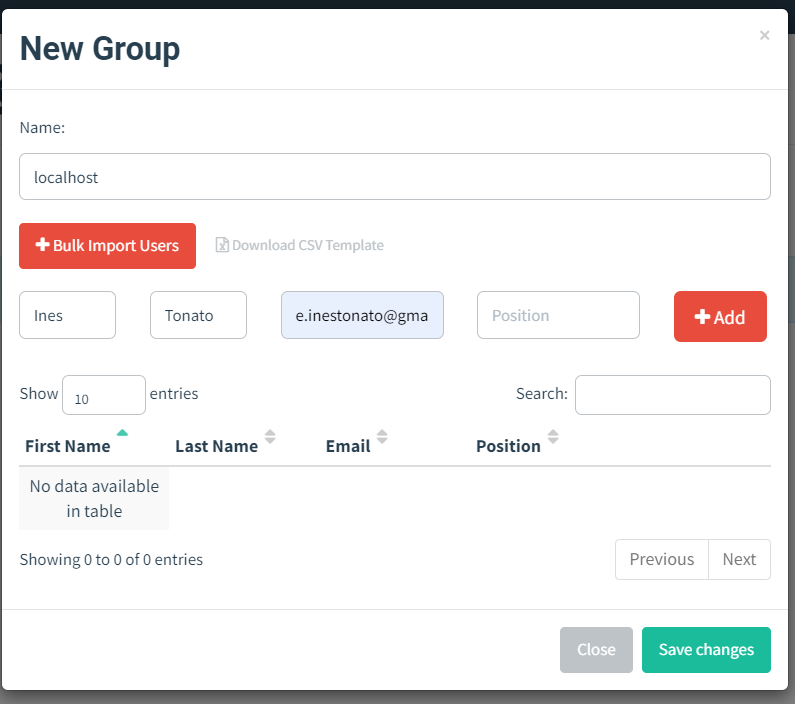 New Group
×
Name:
localhost
Bulk Import Users Download CSV Template
Ines Tonato e.inestonato@gma Position Add
Show 10 entries Search:
First Name Last Name Email Position
No data available
in table
Showing 0 to 0 of 0 entries Previous Next
Close Save changes